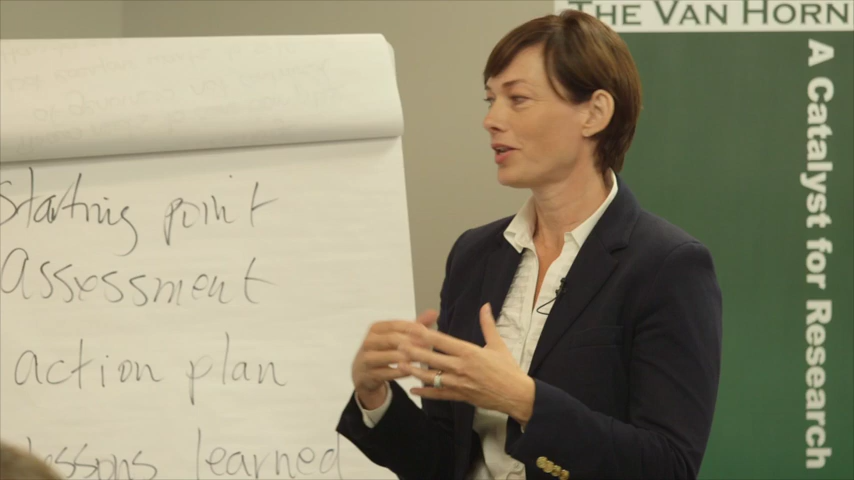 Starting point
assessment
action plan
lessons learned
THE VAN HORN
A Catalyst for Research